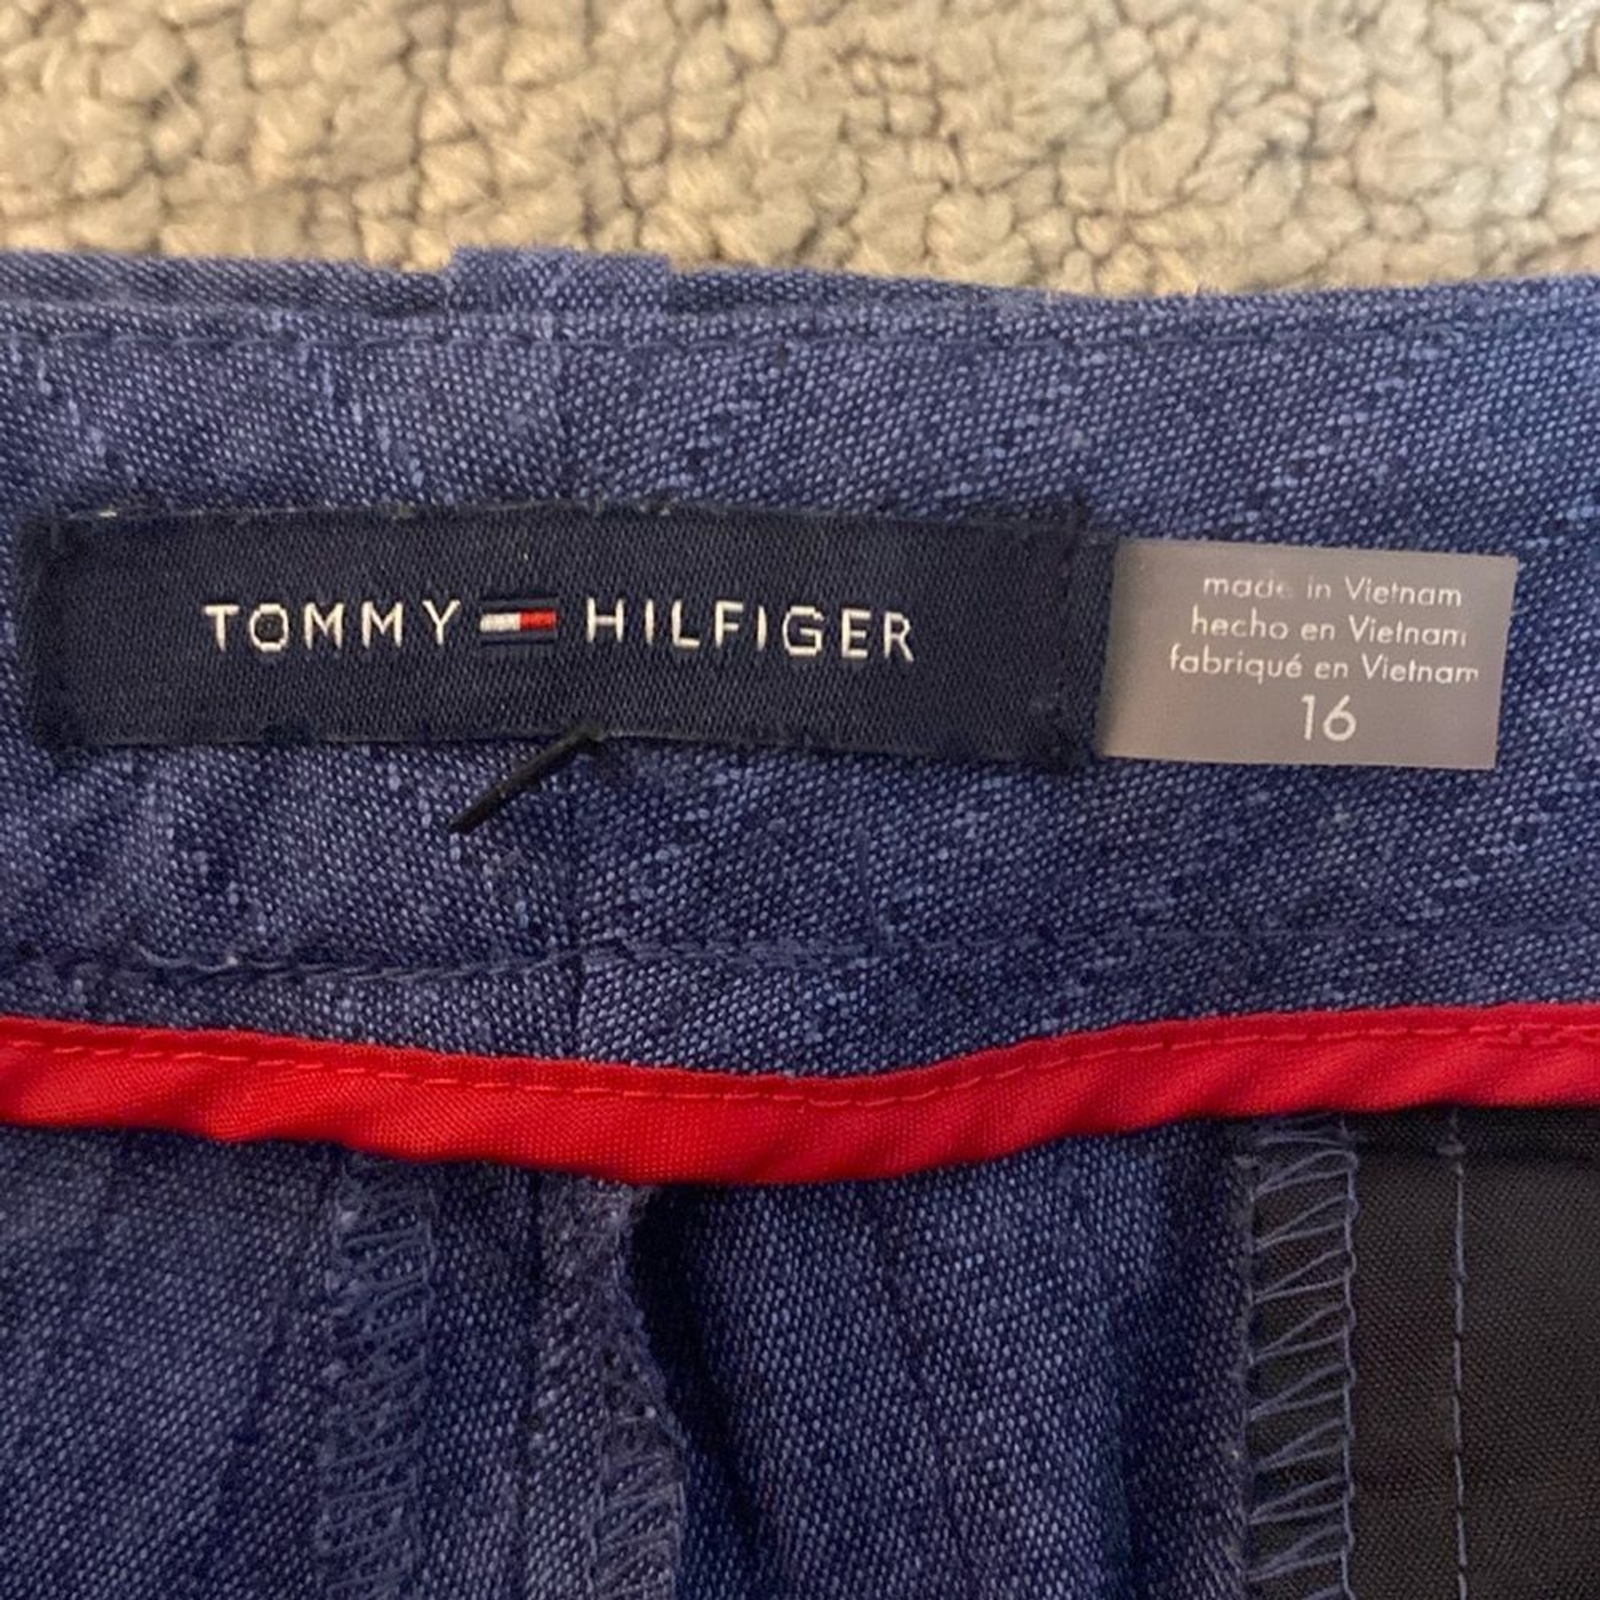 TOMMY HILFIGER
made in Vietnam
hecho en Vietnam
fabriqué en Vietnam
16